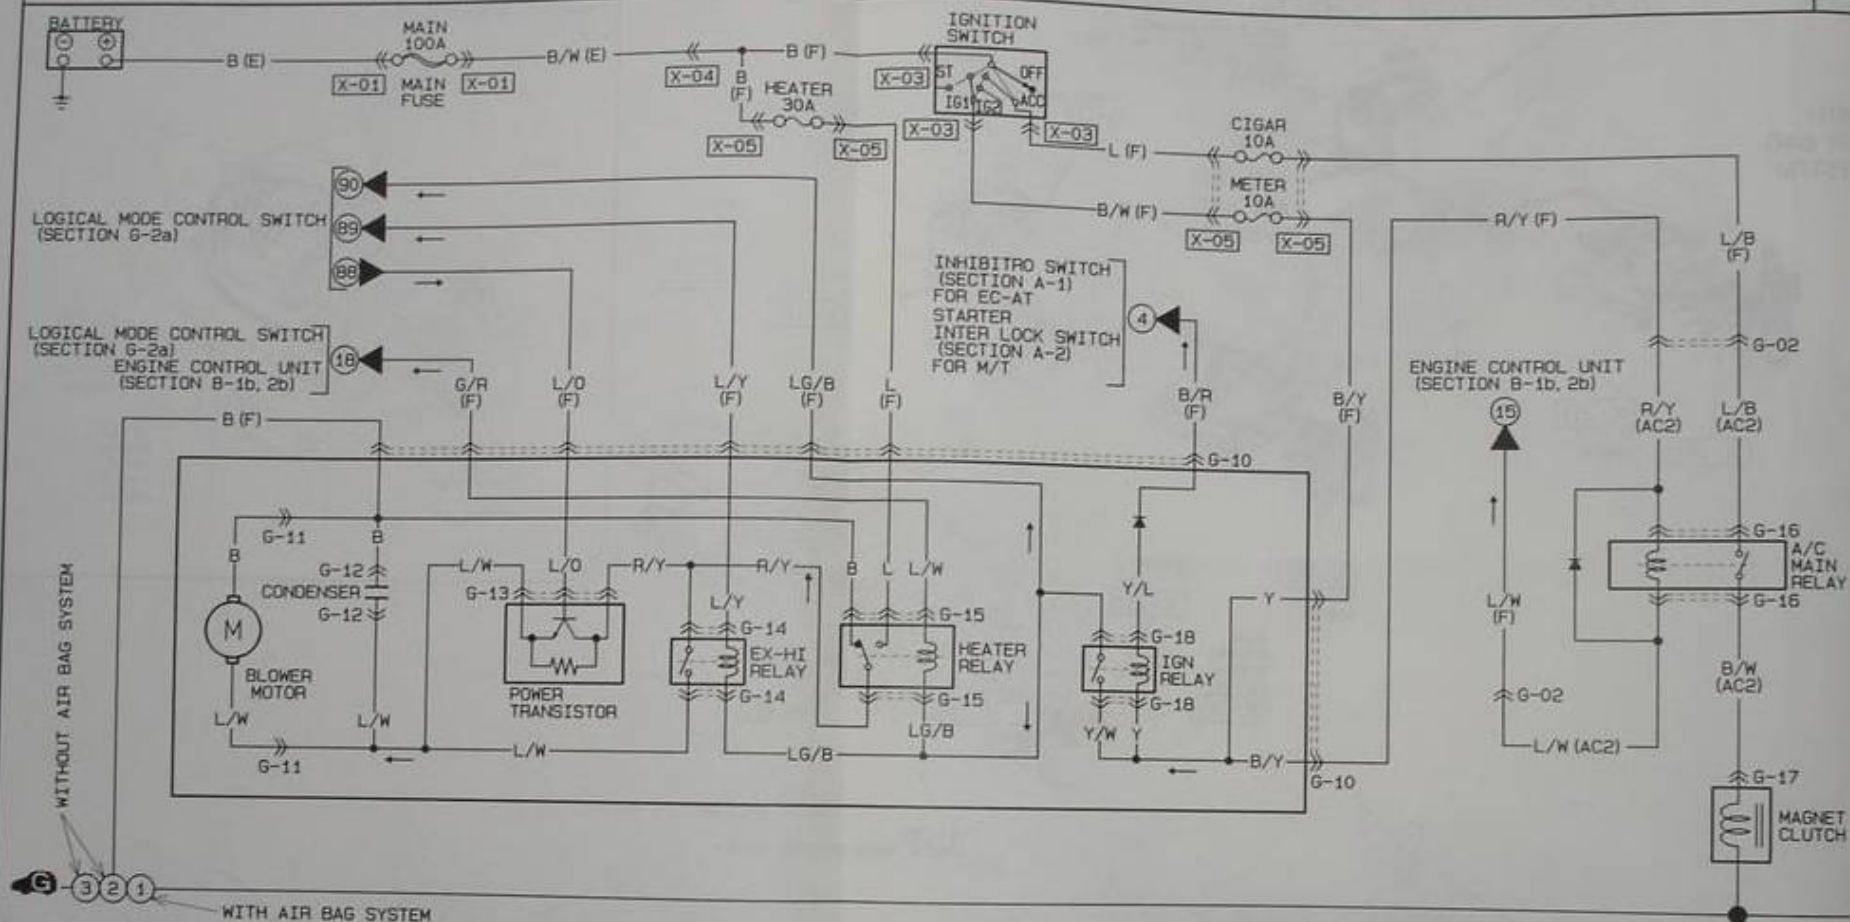 BATTERY
B (E)
MAIN
100A
X-01
MAIN
FUSE
X-01
B/W (E)
X-04
B (F)
B
(F)
HEATER
30A
X-05
X-05
IGNITION
SWITCH
ST
OFF
IG1
IG2
ACC
X-03
X-03
X-03
L (F)
CIGAR
10A
METER
10A
B/W (F)
X-05
X-05
R/Y (F)
L/B
(F)
90
89
88
LOGICAL MODE CONTROL SWITCH
(SECTION G-2a)
LOGICAL MODE CONTROL SWITCH
(SECTION G-2a)
ENGINE CONTROL UNIT
(SECTION B-1b, 2b)
18
G/R
(F)
L/O
(F)
L/Y
(F)
LG/B
(F)
L
(F)
INHIBITRO SWITCH
(SECTION A-1)
FOR EC-AT
STARTER
INTER LOCK SWITCH
(SECTION A-2)
FOR M/T
4
B/R
(F)
B/Y
(F)
G-02
ENGINE CONTROL UNIT
(SECTION B-1b, 2b)
15
R/Y
(AC2)
L/B
(AC2)
B (F)
G-10
G-11
B
B
G-12
CONDENSER
G-12
M
BLOWER
MOTOR
L/W
L/W
G-11
L/W
G-13
L/O
R/Y
R/Y
POWER
TRANSISTOR
L/W
L/Y
G-14
EX-HI
RELAY
G-14
LG/B
B
L
L/W
G-15
HEATER
RELAY
G-15
LG/B
Y/L
G-18
IGN
RELAY
G-18
Y/W
Y
Y
B/Y
G-10
L/W
(F)
G-02
L/W (AC2)
G-16
A/C
MAIN
RELAY
G-16
B/W
(AC2)
G-17
MAGNET
CLUTCH
WITHOUT AIR BAG SYSTEM
G
3
2
1
WITH AIR BAG SYSTEM